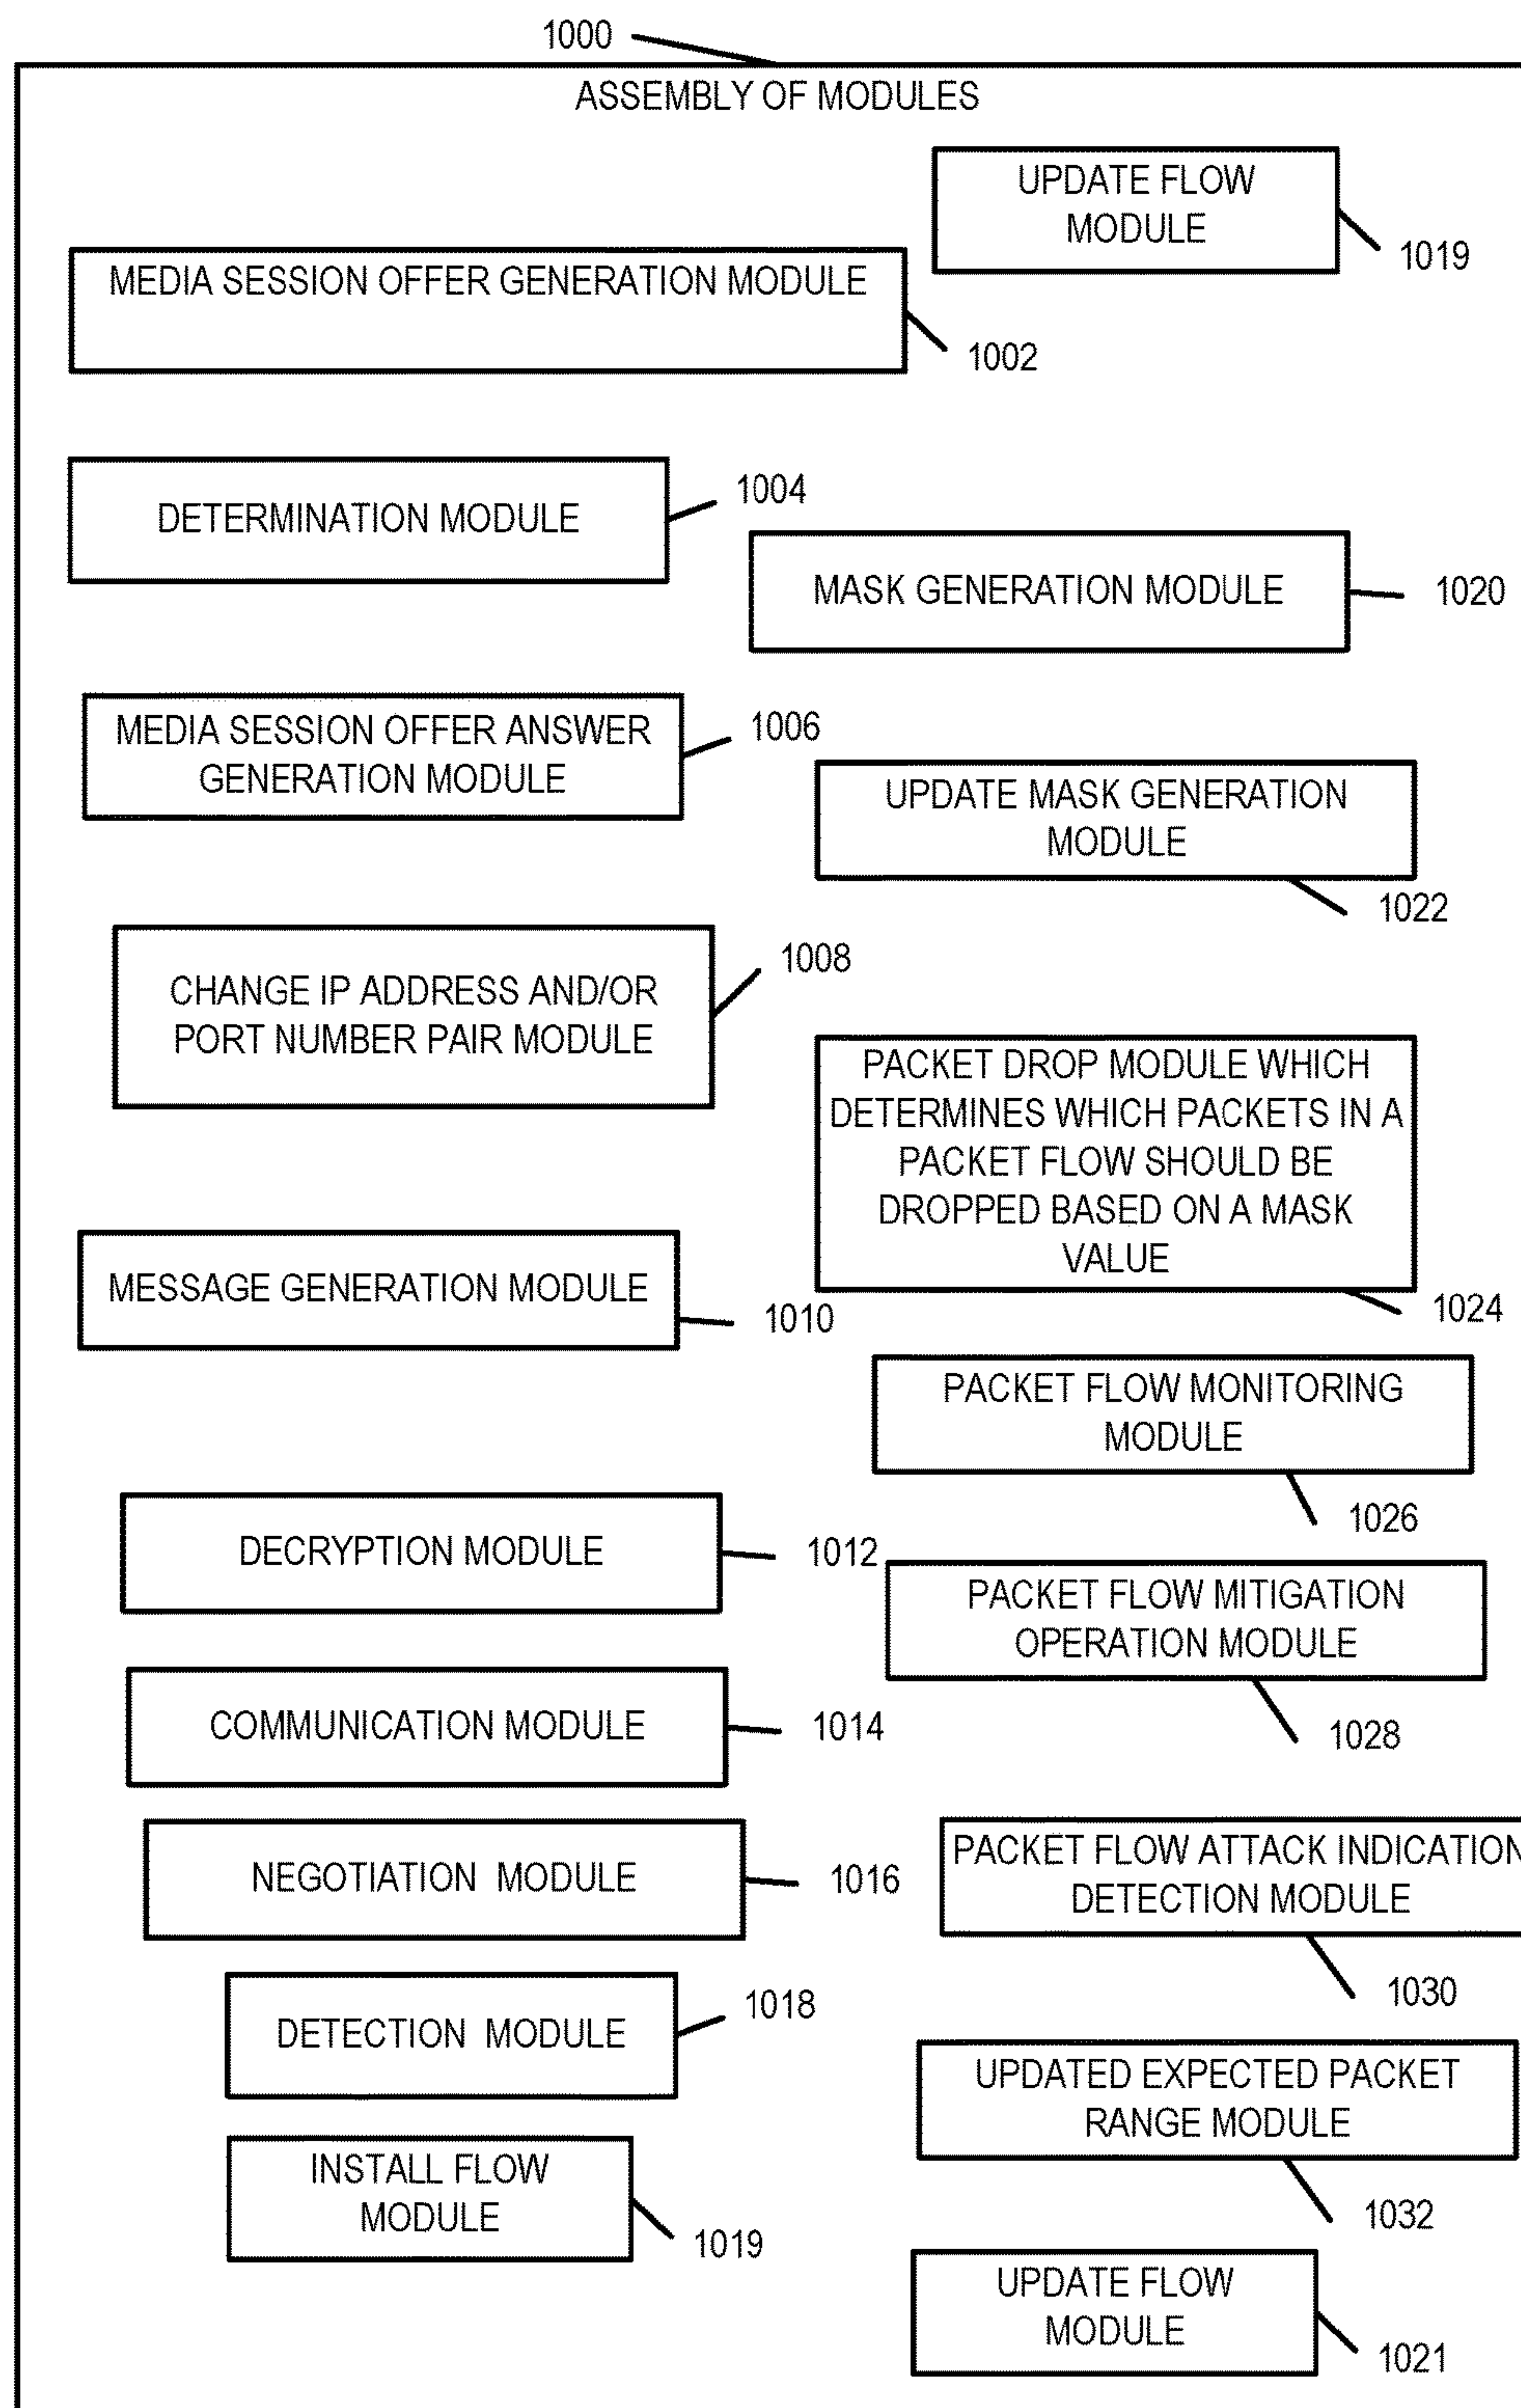 1000
ASSEMBLY OF MODULES
UPDATE FLOW
MODULE
1019
MEDIA SESSION OFFER GENERATION MODULE
1002
DETERMINATION MODULE
1004
MASK GENERATION MODULE
1020
MEDIA SESSION OFFER ANSWER
GENERATION MODULE
1006
UPDATE MASK GENERATION
MODULE
1022
CHANGE IP ADDRESS AND/OR
PORT NUMBER PAIR MODULE
1008
PACKET DROP MODULE WHICH
DETERMINES WHICH PACKETS IN A
PACKET FLOW SHOULD BE
DROPPED BASED ON A MASK
VALUE
1024
MESSAGE GENERATION MODULE
1010
PACKET FLOW MONITORING
MODULE
1026
DECRYPTION MODULE
1012
PACKET FLOW MITIGATION
OPERATION MODULE
1028
COMMUNICATION MODULE
1014
NEGOTIATION MODULE
1016
PACKET FLOW ATTACK INDICATION
DETECTION MODULE
1030
DETECTION MODULE
1018
UPDATED EXPECTED PACKET
RANGE MODULE
1032
INSTALL FLOW
MODULE
1019
UPDATE FLOW
MODULE
1021